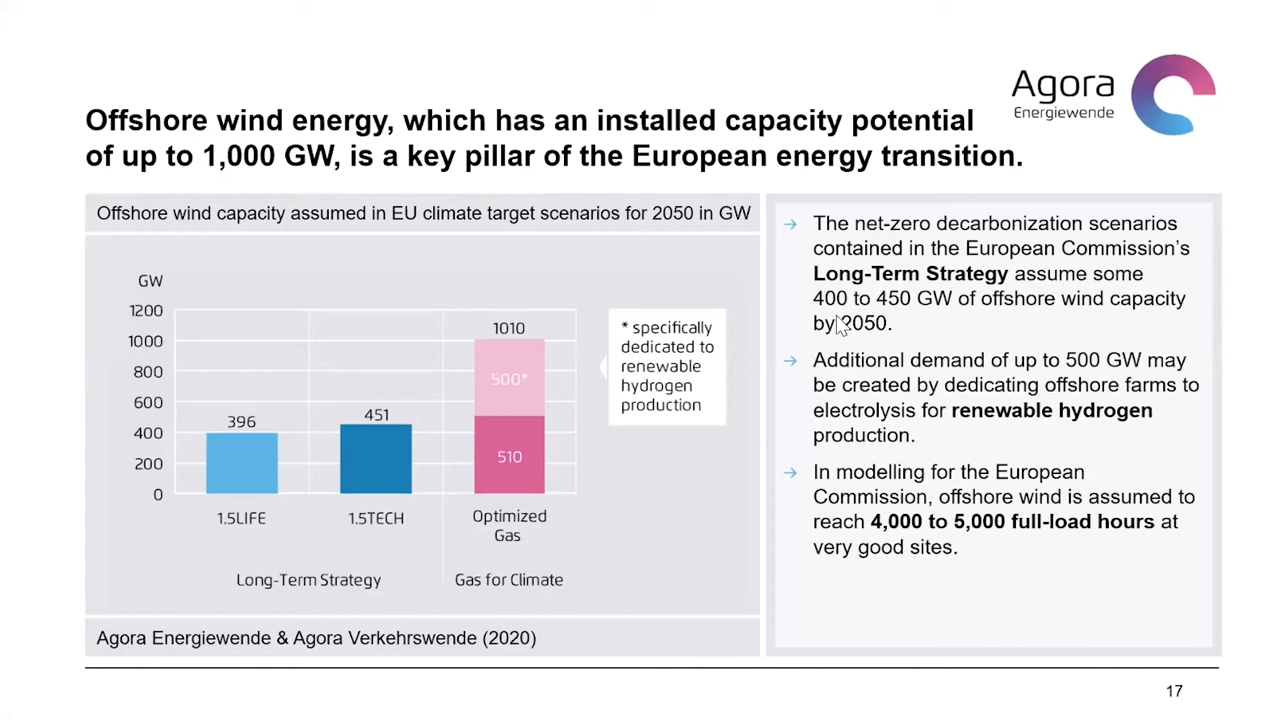 Agora
Energiewende
Offshore wind energy, which has an installed capacity potential
of up to 1,000 GW, is a key pillar of the European energy transition.
Offshore wind capacity assumed in EU climate target scenarios for 2050 in GW
GW
1200
1000
800
600
400
200
0
396
451
1010
500*
510
1.5LIFE
1.5TECH
Optimized
Gas
Long-Term Strategy
Gas for Climate
* specifically
dedicated to
renewable
hydrogen
production
Agora Energiewende & Agora Verkehrswende (2020)
→ The net-zero decarbonization scenarios
contained in the European Commission's
Long-Term Strategy assume some
400 to 450 GW of offshore wind capacity
by 2050.
→ Additional demand of up to 500 GW may
be created by dedicating offshore farms to
electrolysis for renewable hydrogen
production.
→ In modelling for the European
Commission, offshore wind is assumed to
reach 4,000 to 5,000 full-load hours at
very good sites.
17